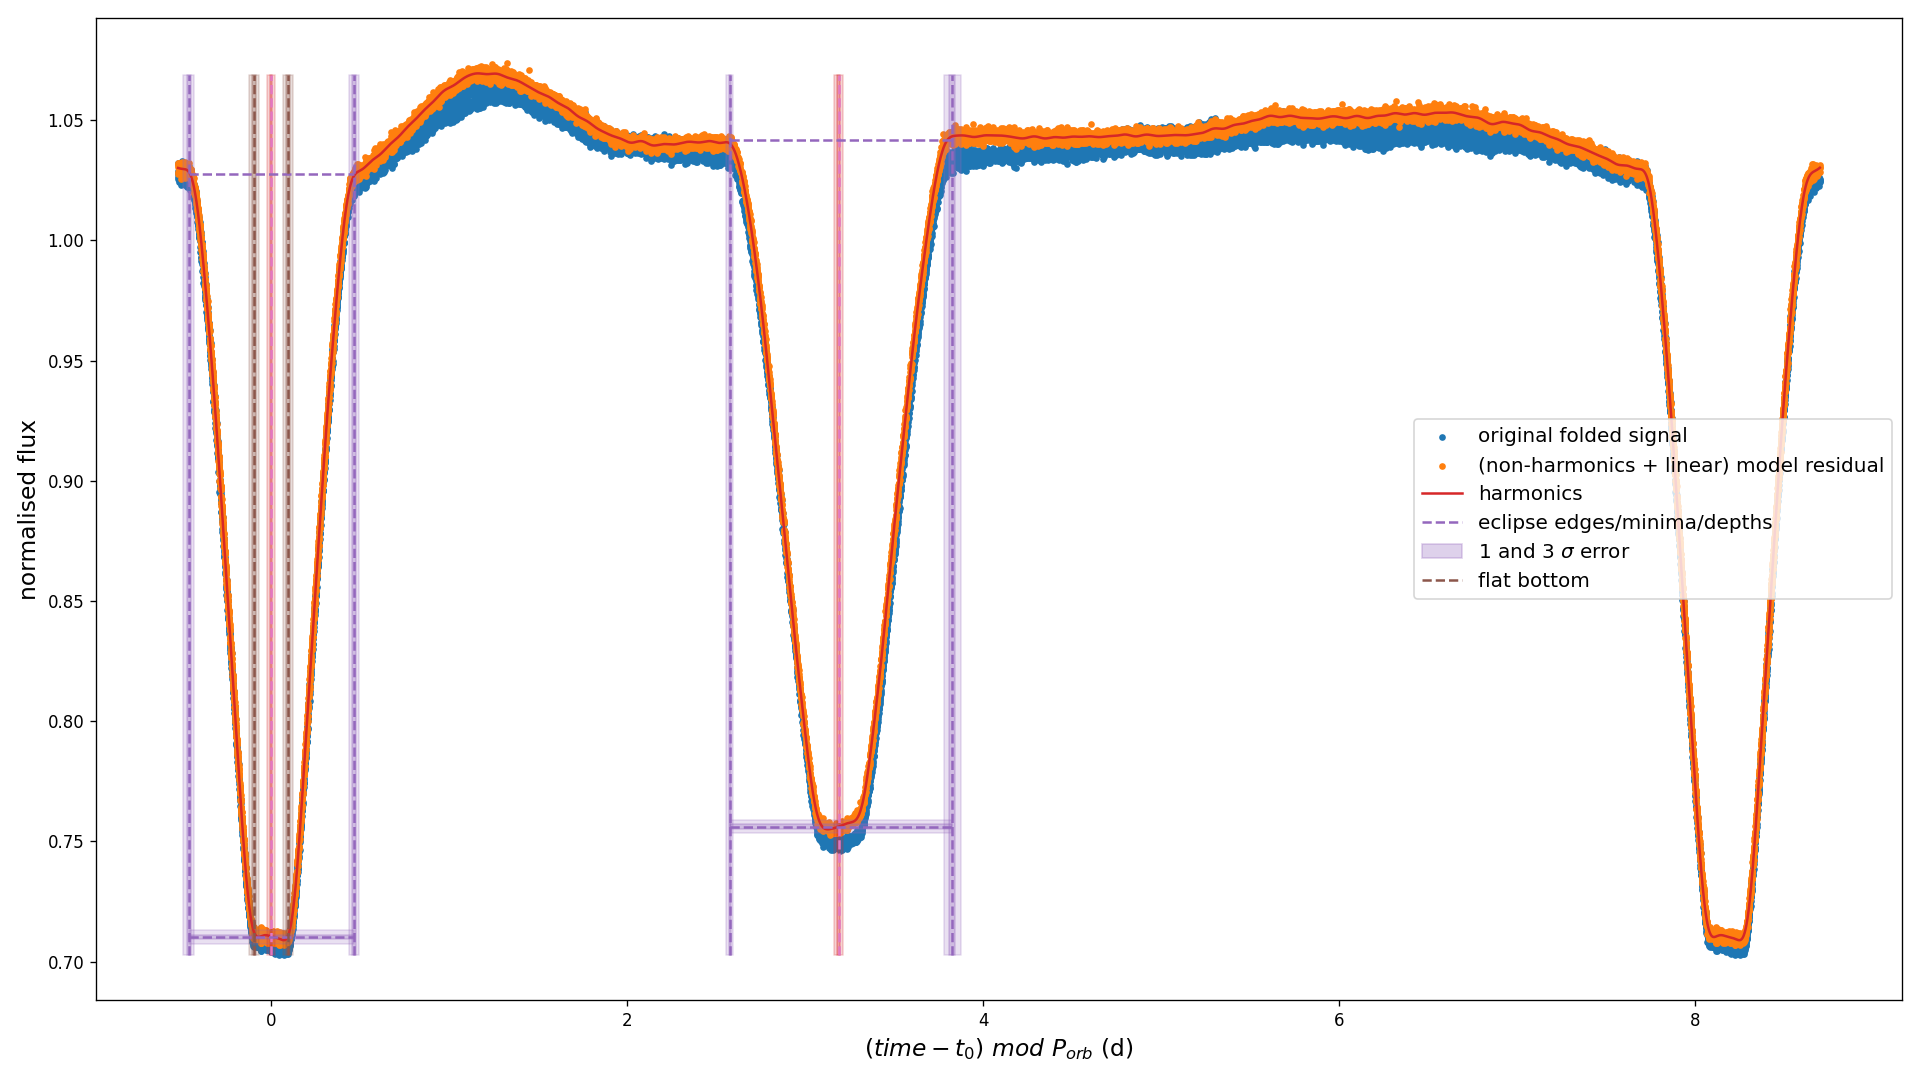 1.05
1.00
0.95
0.90
0.85
0.80
0.75
0.70
normalised flux
original folded signal
(non-harmonics + linear) model residual
harmonics
eclipse edges/minima/depths
1 and 3 σ error
flat bottom
0 2 4 6 8
(time − t₀) mod Pₒᵣb (d)